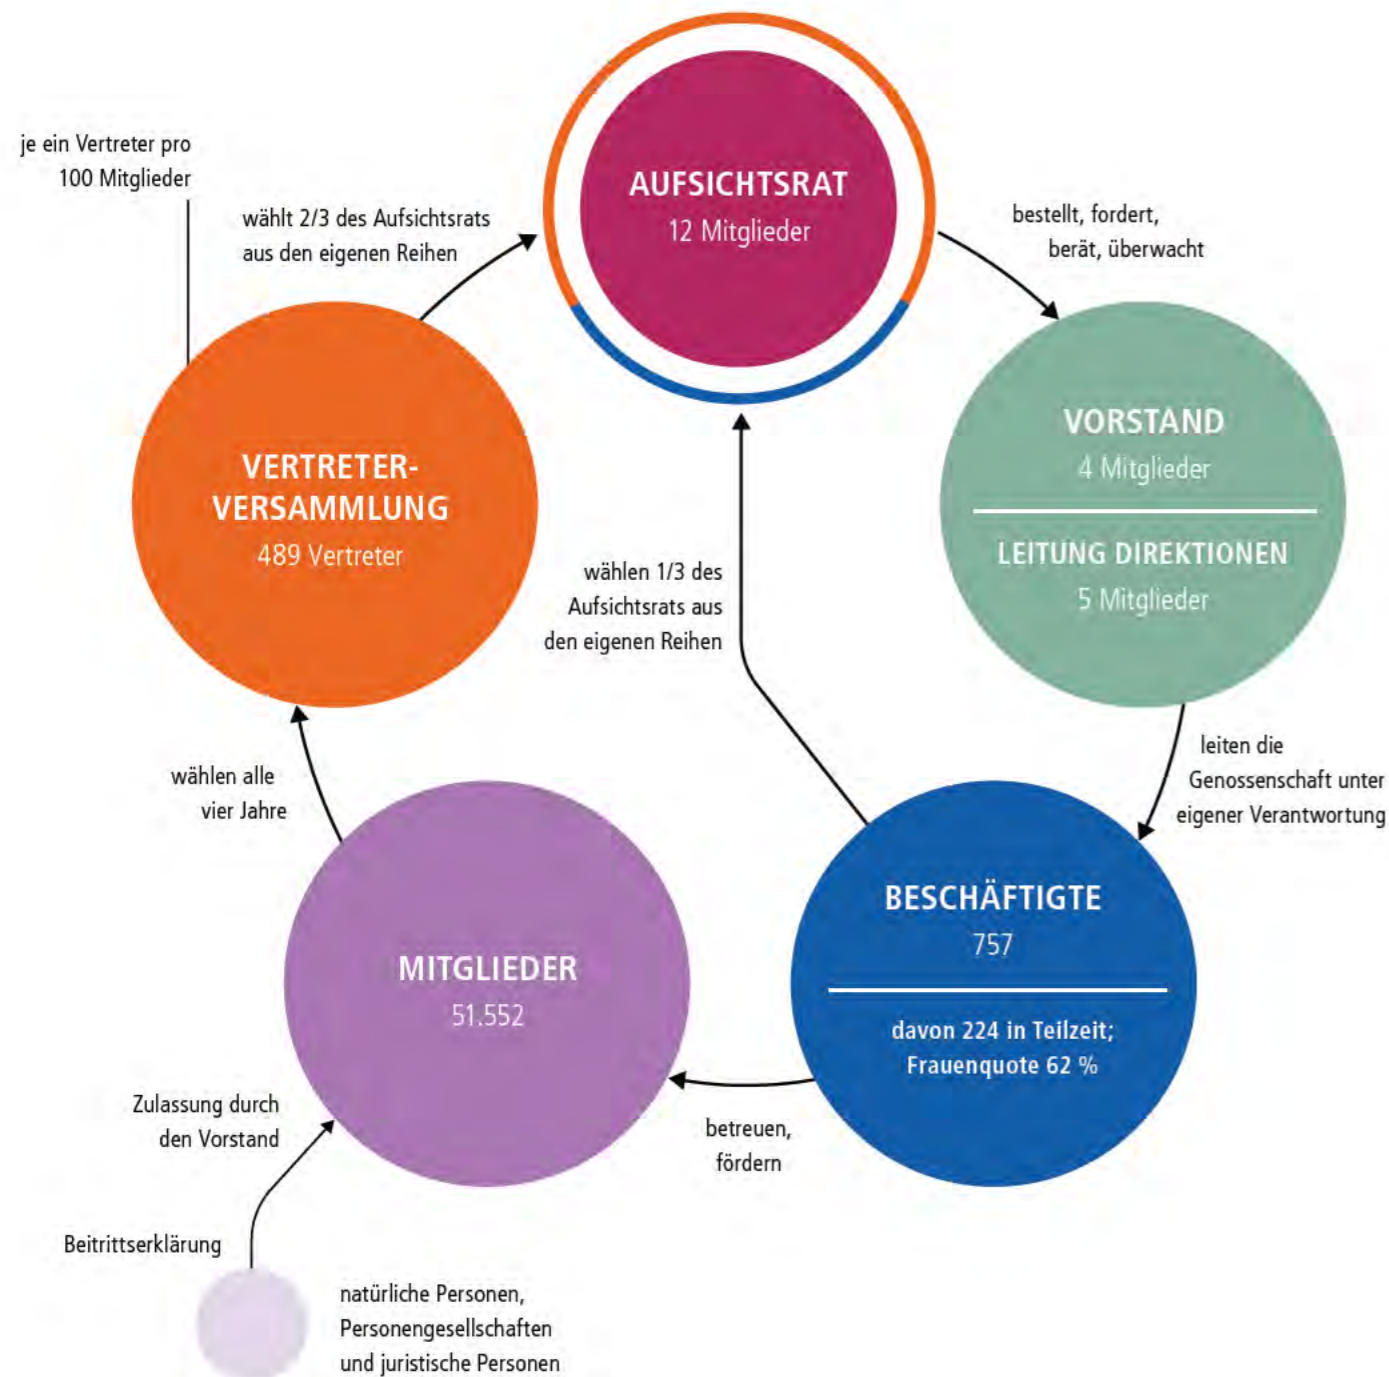 AUFSICHTSRAT
12 Mitglieder
je ein Vertreter pro
100 Mitglieder
wählt 2/3 des Aufsichtsrats
aus den eigenen Reihen
bestellt, fordert,
berät, überwacht
VERTRETER-
VERSAMMLUNG
489 Vertreter
VORSTAND
4 Mitglieder
LEITUNG DIREKTIONEN
5 Mitglieder
wählen 1/3 des
Aufsichtsrats aus
den eigenen Reihen
wählen alle
vier Jahre
leiten die
Genossenschaft unter
eigener Verantwortung
MITGLIEDER
51.552
BESCHÄFTIGTE
757
davon 224 in Teilzeit;
Frauenquote 62 %
betreuen,
fördern
Zulassung durch
den Vorstand
Beitrittserklärung
natürliche Personen,
Personengesellschaften
und juristische Personen